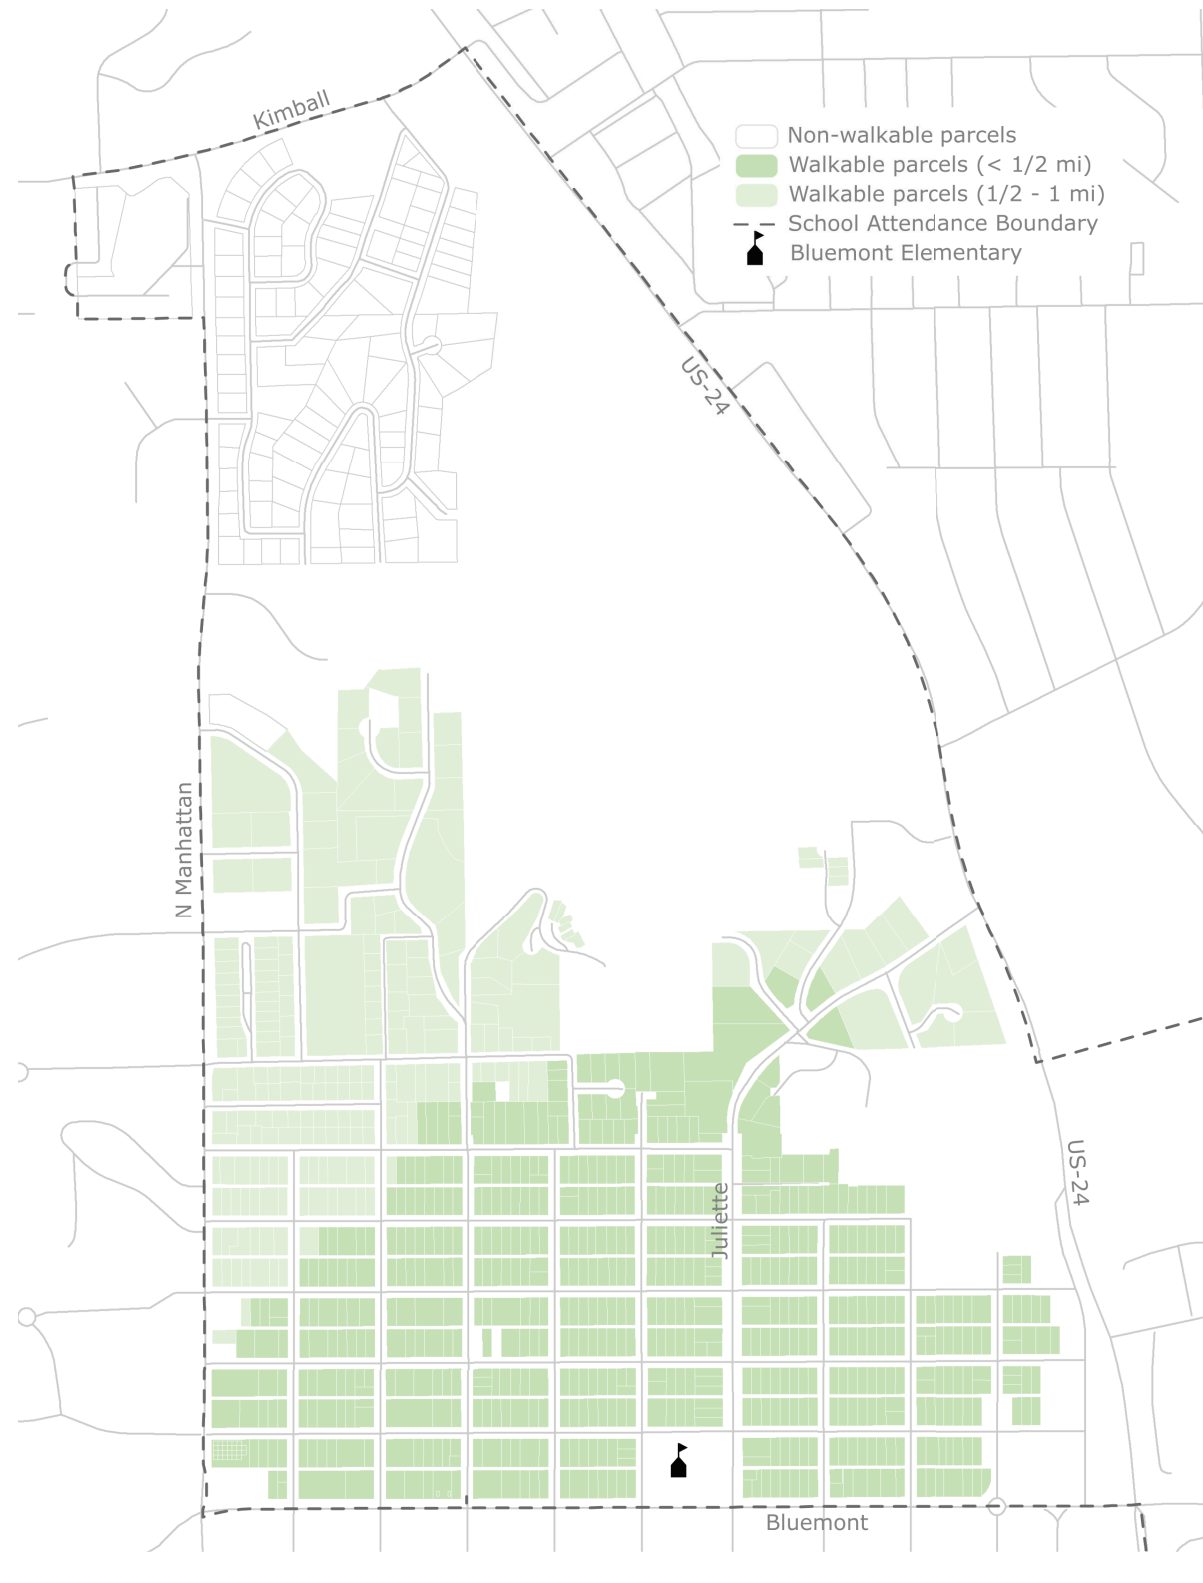 Kimball
Non-walkable parcels
Walkable parcels (< 1/2 mi)
Walkable parcels (1/2 - 1 mi)
School Attendance Boundary
Bluemont Elementary
US-24
N Manhattan
US-24
Juliette
Bluemont